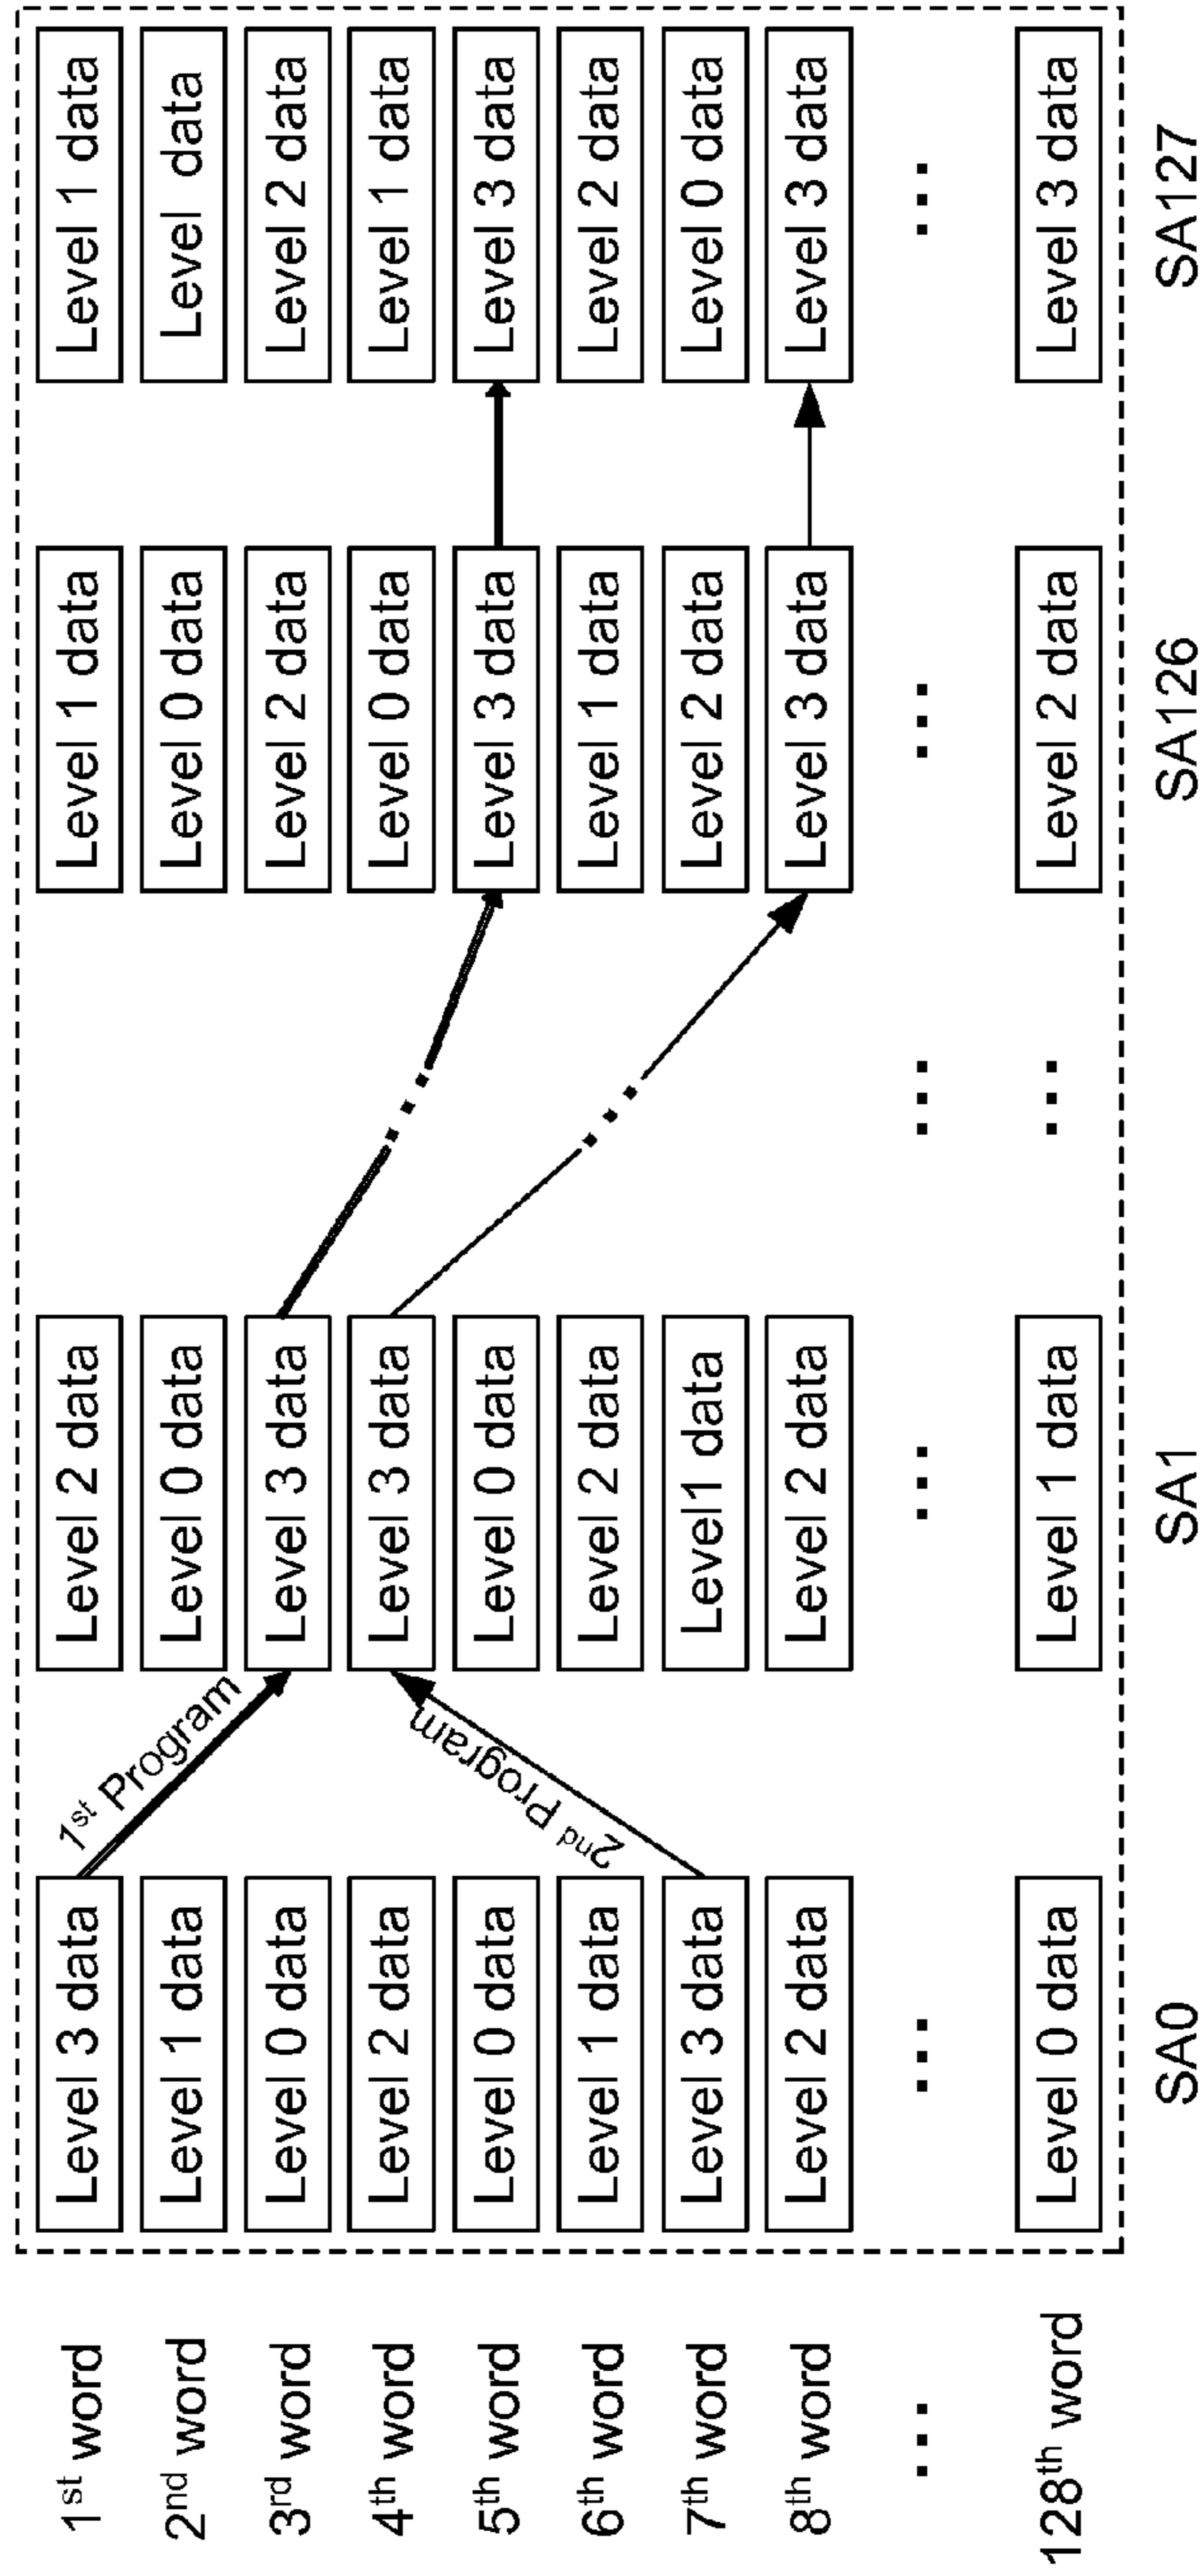 1st word Level 3 data Level 2 data Level 1 data Level 1 data
1st Program
2nd word Level 1 data Level 0 data Level 0 data Level data
3rd word Level 0 data Level 3 data Level 2 data Level 2 data
4th word Level 2 data Level 3 data Level 0 data Level 1 data
2nd Program
5th word Level 0 data Level 0 data Level 3 data Level 3 data
6th word Level 1 data Level 2 data Level 1 data Level 2 data
7th word Level 3 data Level1 data Level 2 data Level 0 data
8th word Level 2 data Level 2 data Level 3 data Level 3 data
... ... ... ... ... ...
128th word Level 0 data Level 1 data ... Level 2 data Level 3 data
SA0 SA1 SA126 SA127